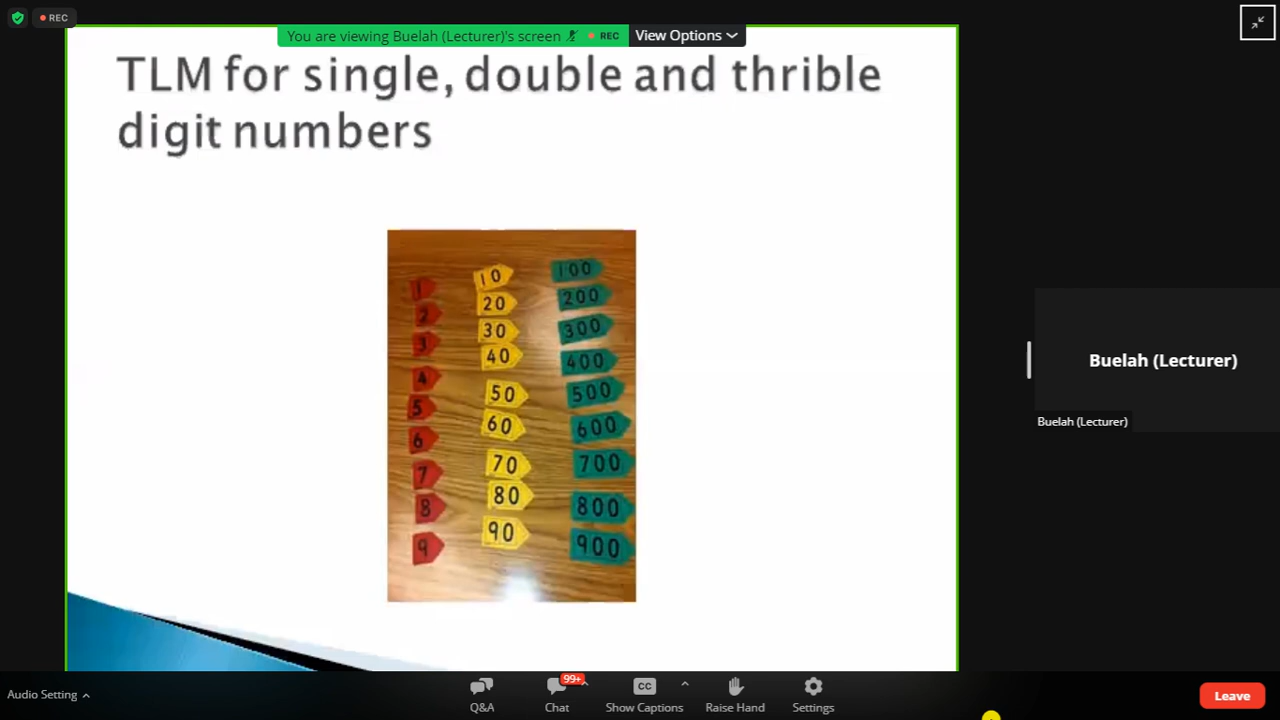 REC
You are viewing Buelah (Lecturer)'s screen REC View Options
TLM for single, double and thrible
digit numbers
1 10 100
2 20 200
3 30 300
4 40 400
5 50 500
6 60 600
7 70 700
8 80 800
9 90 900
Buelah (Lecturer)
Buelah (Lecturer)
Audio Setting
Q&A
99+
Chat
CC
Show Captions
Raise Hand
Settings
Leave